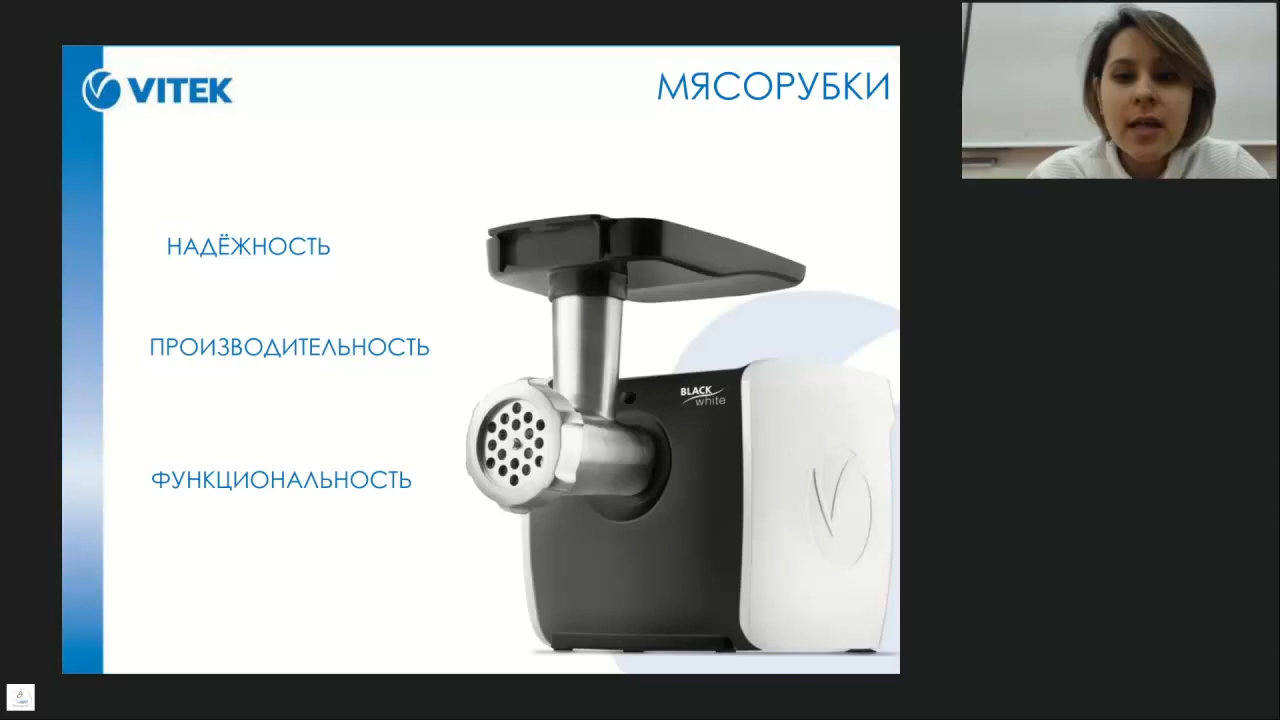 VITEK
МЯСОРУБКИ
НАДЁЖНОСТЬ
ПРОИЗВОДИТЕЛЬНОСТЬ
ФУНКЦИОНАЛЬНОСТЬ
BLACK
white